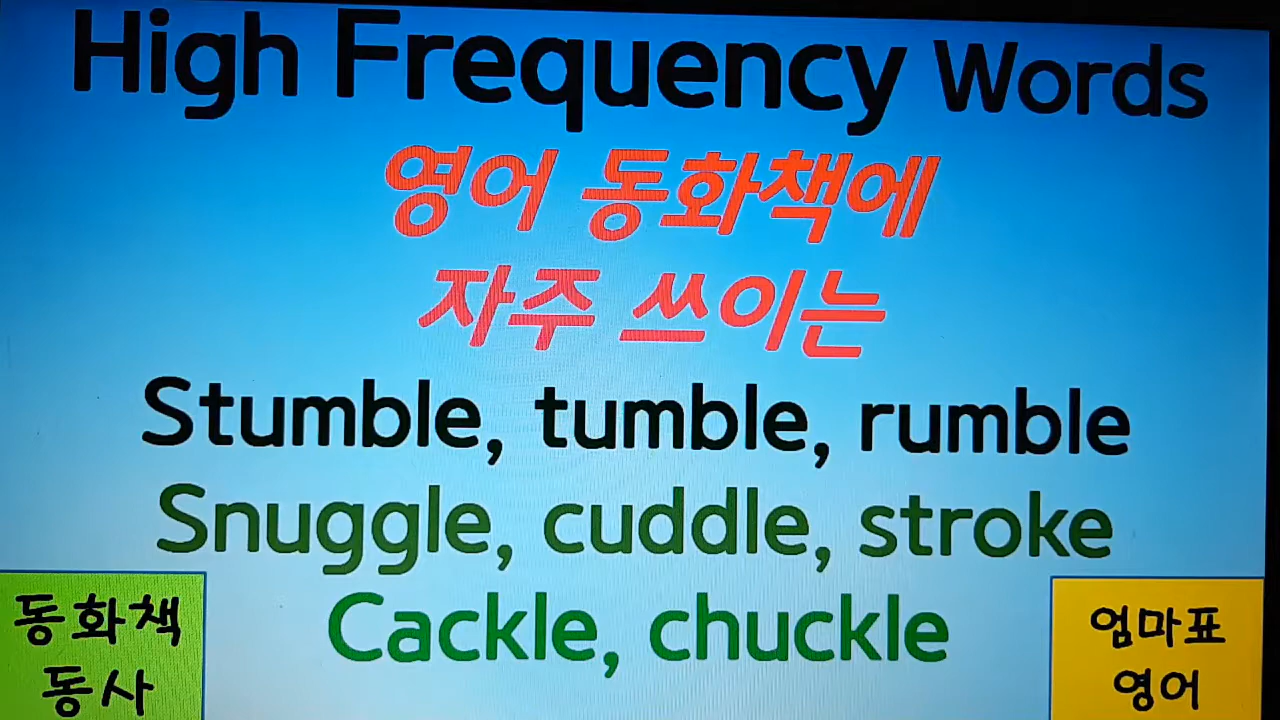 High Frequency Words
영어 동화책에
자주 쓰이는
Stumble, tumble, rumble
Snuggle, cuddle, stroke
Cackle, chuckle
동화책
동사
엄마표
영어